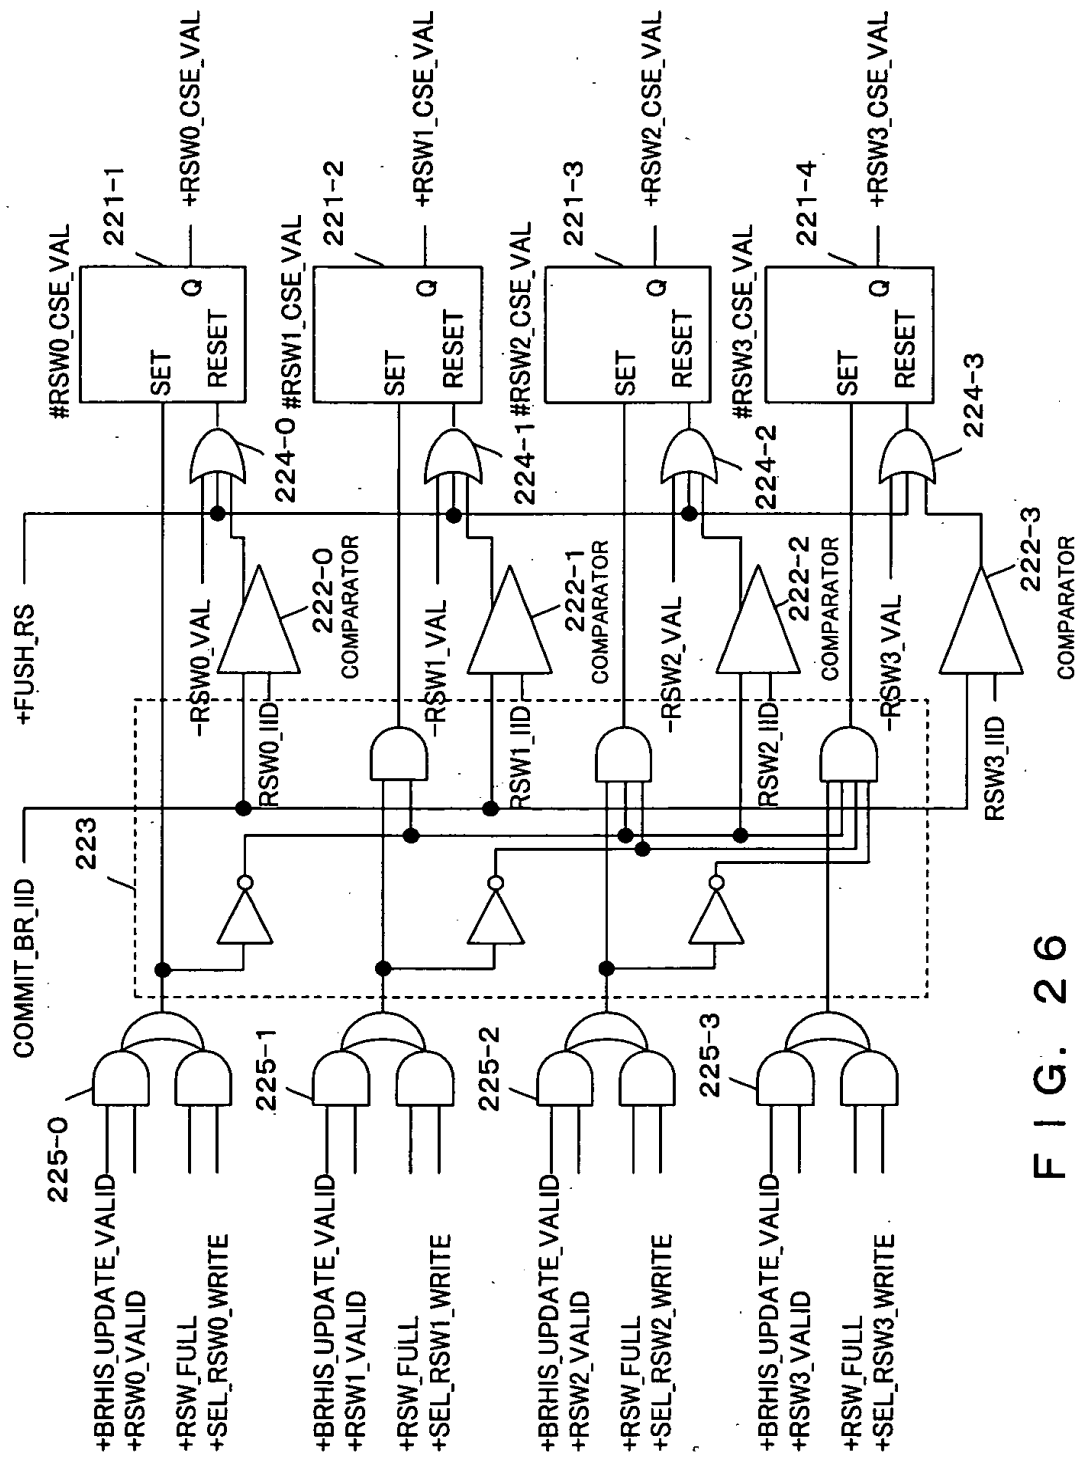 +BRHIS_UPDATE_VALID
+RSW0_VALID
+RSW_FULL
+SEL_RSW0_WRITE
225-0
+BRHIS_UPDATE_VALID
+RSW1_VALID
+RSW_FULL
+SEL_RSW1_WRITE
225-1
+BRHIS_UPDATE_VALID
+RSW2_VALID
+RSW_FULL
+SEL_RSW2_WRITE
225-2
+BRHIS_UPDATE_VALID
+RSW3_VALID
+RSW_FULL
+SEL_RSW3_WRITE
225-3
COMMIT_BR_IID
223
+FUSH_RS
-RSW0_VAL
RSW0_IID
222-0
COMPARATOR
224-0
-RSW1_VAL
RSW1_IID
222-1
COMPARATOR
224-1
-RSW2_VAL
RSW2_IID
222-2
COMPARATOR
224-2
-RSW3_VAL
RSW3_IID
222-3
COMPARATOR
224-3
#RSW0_CSE_VAL
SET
RESET
Q
221-1
+RSW0_CSE_VAL
#RSW1_CSE_VAL
SET
RESET
Q
221-2
+RSW1_CSE_VAL
#RSW2_CSE_VAL
SET
RESET
Q
221-3
+RSW2_CSE_VAL
#RSW3_CSE_VAL
SET
RESET
Q
221-4
+RSW3_CSE_VAL
FIG. 26